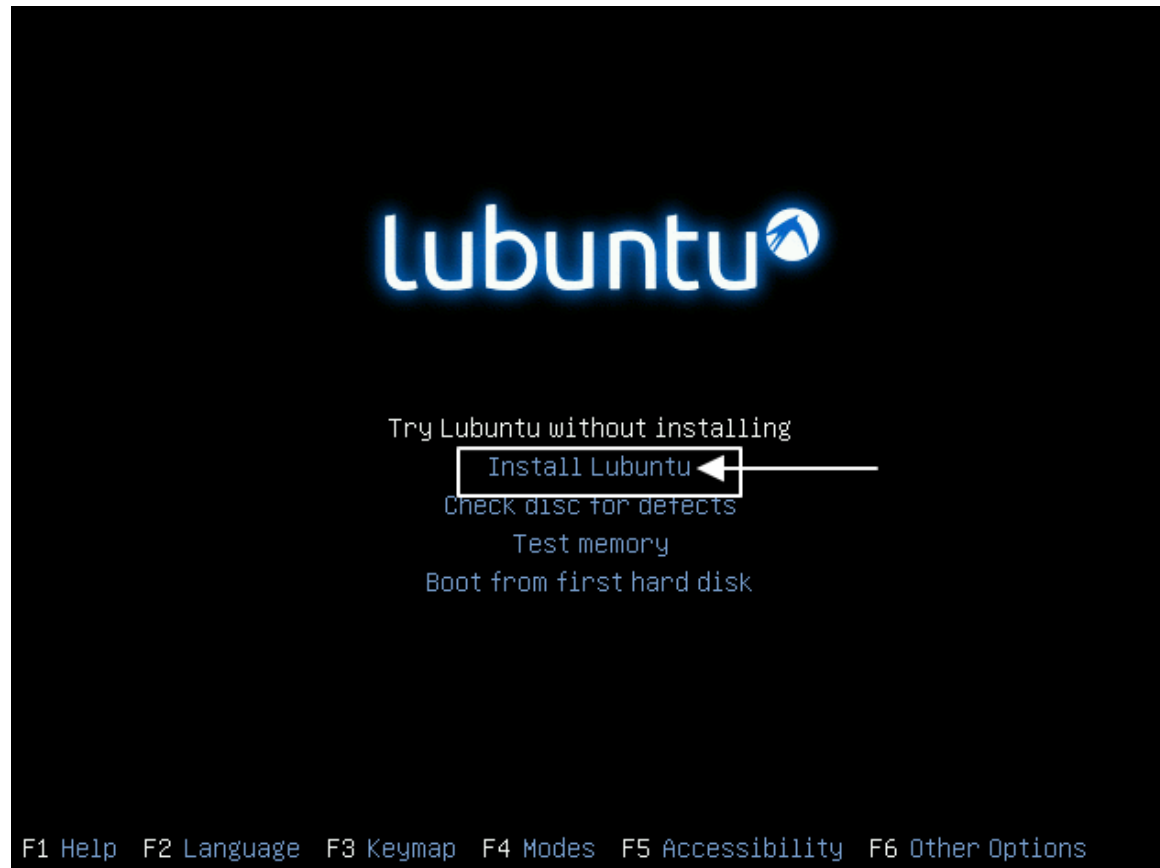 lubuntu
Try Lubuntu without installing
Install Lubuntu
Check disc for defects
Test memory
Boot from first hard disk
F1 Help F2 Language F3 Keymap F4 Modes F5 Accessibility F6 Other Options